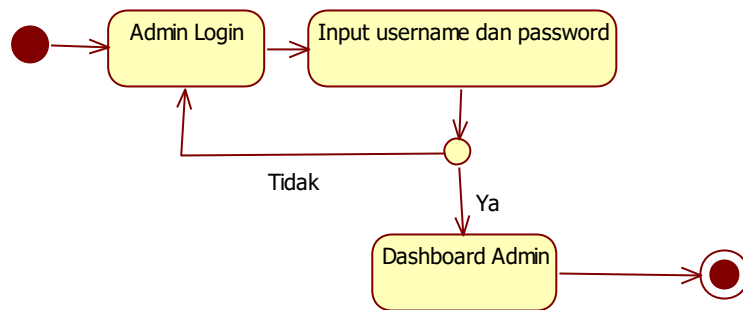 Admin Login
Input username dan password
Tidak
Ya
Dashboard Admin